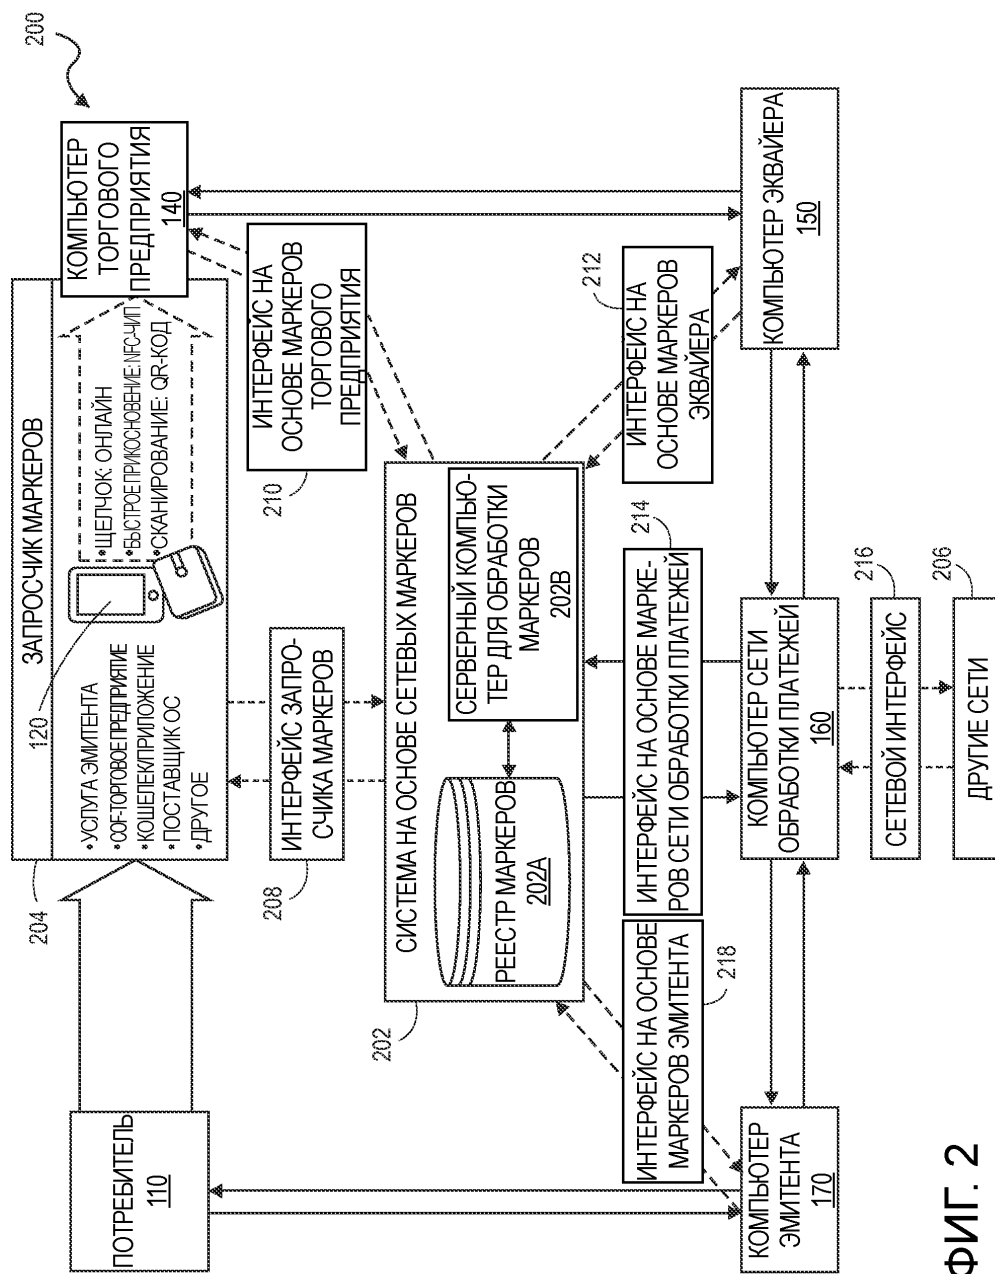 200
ЗАПРОСЧИК МАРКЕРОВ
204
120
•УСЛУГА ЭМИТЕНТА
•COF-ТОРГОВОЕ ПРЕДПРИЯТИЕ
•КОШЕЛЕК/ПРИЛОЖЕНИЕ
•ПОСТАВЩИК ОС
•ДРУГОЕ
•ЩЕЛЧОК: ОНЛАЙН
•БЫСТРОЕ ПРИКОСНОВЕНИЕ: NFC-ЧИП
•СКАНИРОВАНИЕ: QR-КОД
КОМПЬЮТЕР
ТОРГОВОГО
ПРЕДПРИЯТИЯ
140
ПОТРЕБИТЕЛЬ
110
208
ИНТЕРФЕЙС ЗАПРО-
СЧИКА МАРКЕРОВ
210
ИНТЕРФЕЙС НА
ОСНОВЕ МАРКЕРОВ
ТОРГОВОГО
ПРЕДПРИЯТИЯ
202
СИСТЕМА НА ОСНОВЕ СЕТЕВЫХ МАРКЕРОВ
РЕЕСТР МАРКЕРОВ
202A
СЕРВЕРНЫЙ КОМПЬЮ-
ТЕР ДЛЯ ОБРАБОТКИ
МАРКЕРОВ
202B
212
ИНТЕРФЕЙС НА
ОСНОВЕ МАРКЕРОВ
ЭКВАЙЕРА
218
ИНТЕРФЕЙС НА ОСНОВЕ
МАРКЕРОВ ЭМИТЕНТА
214
ИНТЕРФЕЙС НА ОСНОВЕ МАРКЕ-
РОВ СЕТИ ОБРАБОТКИ ПЛАТЕЖЕЙ
КОМПЬЮТЕР
ЭМИТЕНТА
170
КОМПЬЮТЕР СЕТИ
ОБРАБОТКИ ПЛАТЕЖЕЙ
160
КОМПЬЮТЕР ЭКВАЙЕРА
150
216
СЕТЕВОЙ ИНТЕРФЕЙС
206
ДРУГИЕ СЕТИ
ФИГ. 2